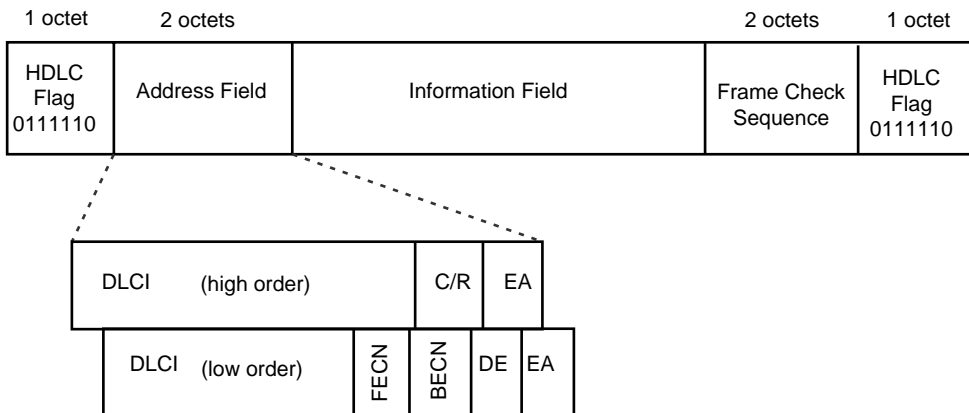 1 octet 2 octets 2 octets 1 octet
HDLC
Flag
0111110
Address Field
Information Field
Frame Check
Sequence
HDLC
Flag
0111110
DLCI (high order) C/R EA
DLCI (low order) FECN BECN DE EA